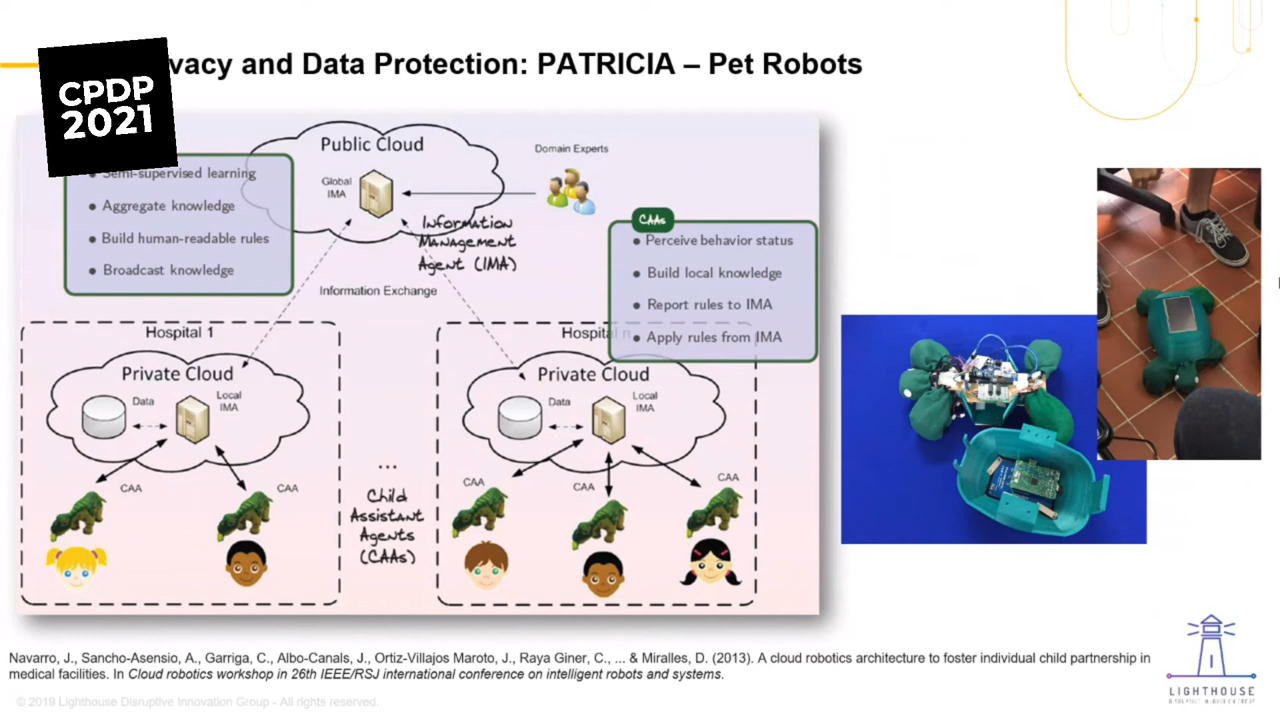 CPDP
2021
vacy and Data Protection: PATRICIA – Pet Robots
Public Cloud
Domain Experts
Global
IMA
Information
Management
Agent (IMA)
• Semi-supervised learning
• Aggregate knowledge
• Build human-readable rules
• Broadcast knowledge
CAAs
• Perceive behavior status
• Build local knowledge
• Report rules to IMA
• Apply rules from IMA
Information Exchange
Hospital 1
Private Cloud
Data
Local
IMA
CAA
CAA
...
Child
Assistant
Agents
(CAAs)
Hospital n
Private Cloud
Data
Local
IMA
CAA
CAA
CAA
Navarro, J., Sancho-Asensio, A., Garriga, C., Albo-Canals, J., Ortiz-Villajos Maroto, J., Raya Giner, C., ... & Miralles, D. (2013). A cloud robotics architecture to foster individual child partnership in
medical facilities. In Cloud robotics workshop in 26th IEEE/RSJ international conference on intelligent robots and systems.
© 2019 Lighthouse Disruptive Innovation Group - All rights reserved.
LIGHTHOUSE
DISRUPTIVE INNOVATION GROUP